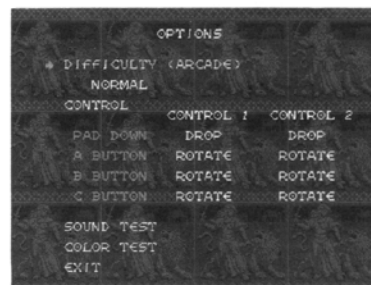 OPTIONS
DIFFICULTY (ARCADE)
NORMAL
CONTROL
CONTROL 1 CONTROL 2
PAD DOWN DROP DROP
A BUTTON ROTATE ROTATE
B BUTTON ROTATE ROTATE
C BUTTON ROTATE ROTATE
SOUND TEST
COLOR TEST
EXIT